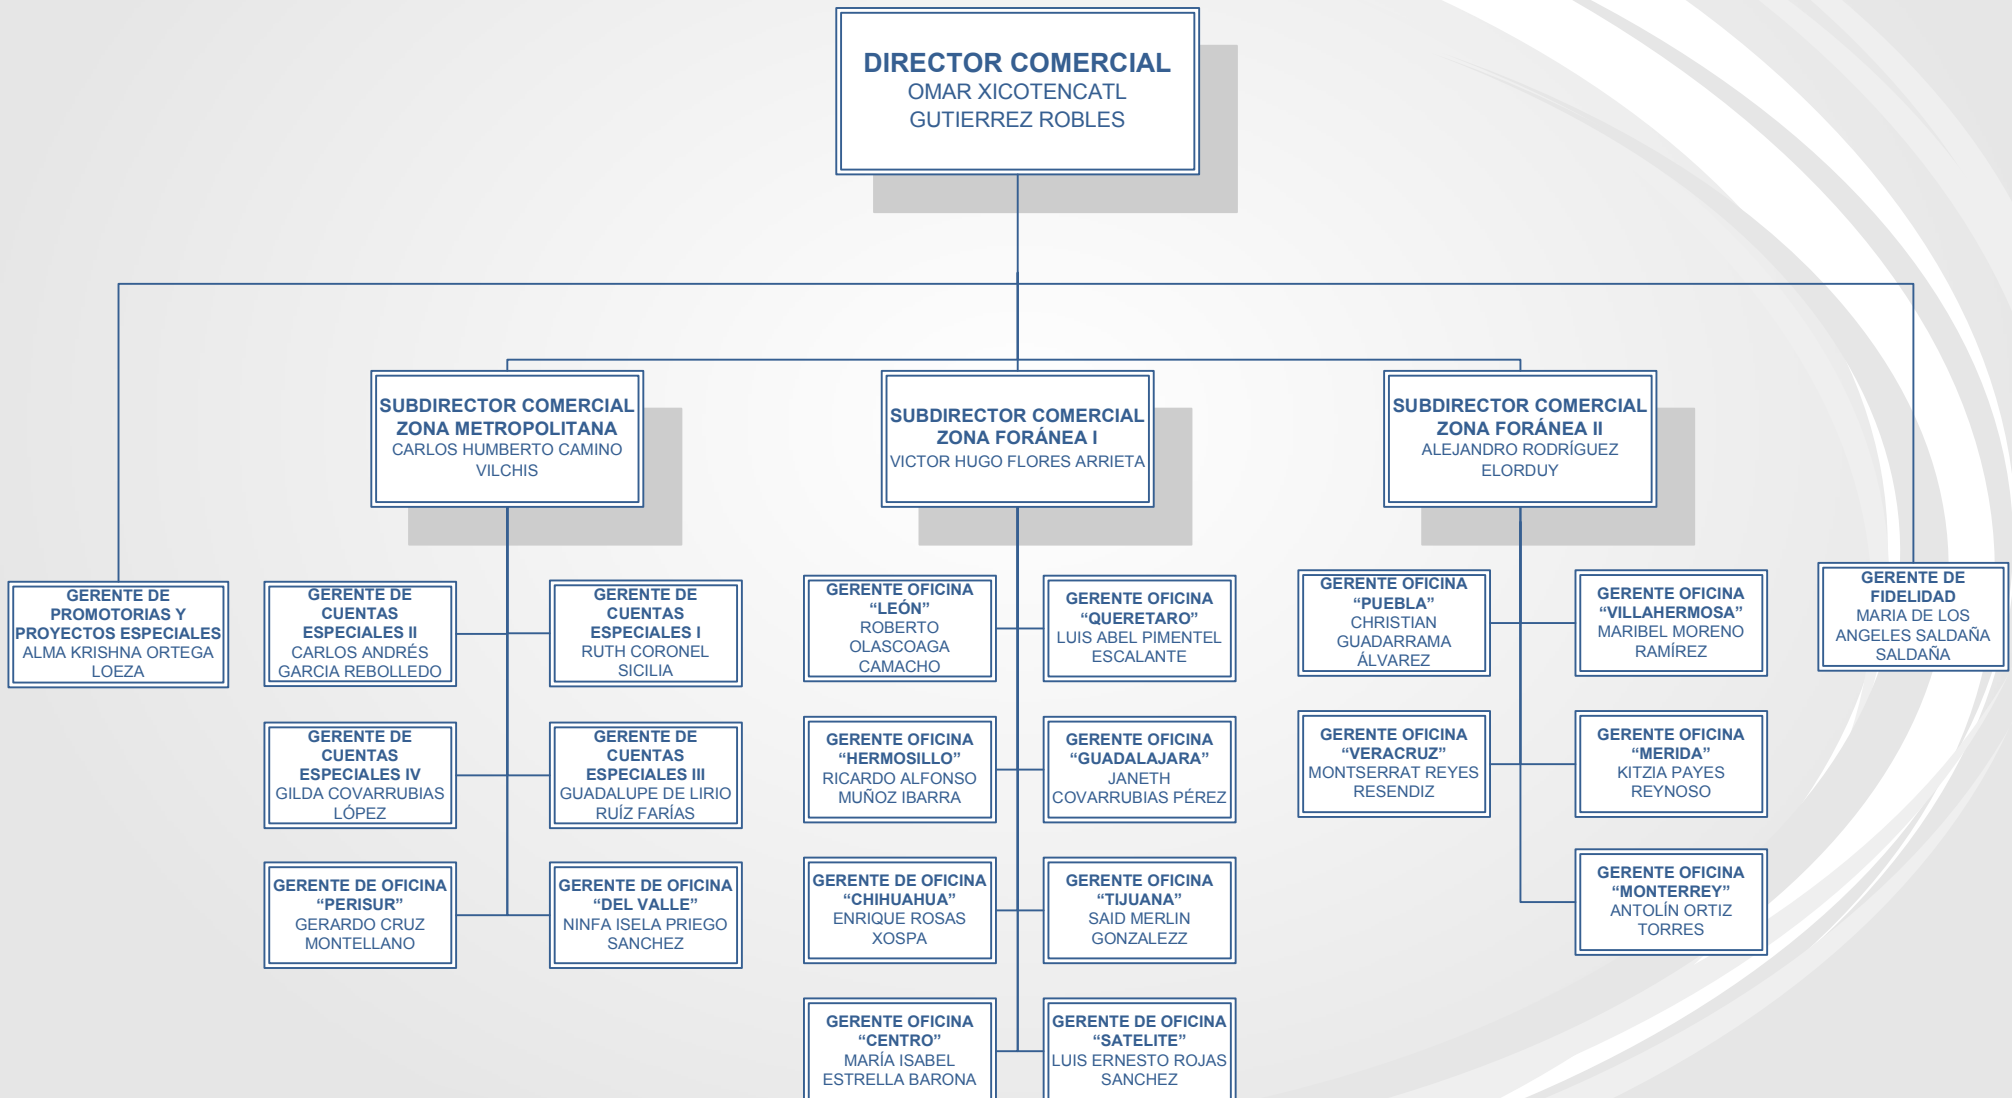 DIRECTOR COMERCIAL
OMAR XICOTENCATL
GUTIERREZ ROBLES
SUBDIRECTOR COMERCIAL
ZONA METROPOLITANA
CARLOS HUMBERTO CAMINO
VILCHIS
SUBDIRECTOR COMERCIAL
ZONA FORÁNEA I
VICTOR HUGO FLORES ARRIETA
SUBDIRECTOR COMERCIAL
ZONA FORÁNEA II
ALEJANDRO RODRÍGUEZ
ELORDUY
GERENTE DE
PROMOTORIAS Y
PROYECTOS ESPECIALES
ALMA KRISHNA ORTEGA
LOEZA
GERENTE DE
CUENTAS
ESPECIALES II
CARLOS ANDRÉS
GARCIA REBOLLEDO
GERENTE DE
CUENTAS
ESPECIALES I
RUTH CORONEL
SICILIA
GERENTE OFICINA
“LEÓN”
ROBERTO
OLASCOAGA
CAMACHO
GERENTE OFICINA
“QUERETARO”
LUIS ABEL PIMENTEL
ESCALANTE
GERENTE OFICINA
“PUEBLA”
CHRISTIAN
GUADARRAMA
ÁLVAREZ
GERENTE OFICINA
“VILLAHERMOSA”
MARIBEL MORENO
RAMÍREZ
GERENTE DE
FIDELIDAD
MARIA DE LOS
ANGELES SALDAÑA
SALDAÑA
GERENTE DE
CUENTAS
ESPECIALES IV
GILDA COVARRUBIAS
LÓPEZ
GERENTE DE
CUENTAS
ESPECIALES III
GUADALUPE DE LIRIO
RUÍZ FARÍAS
GERENTE OFICINA
“HERMOSILLO”
RICARDO ALFONSO
MUÑOZ IBARRA
GERENTE OFICINA
“GUADALAJARA”
JANETH
COVARRUBIAS PÉREZ
GERENTE OFICINA
“VERACRUZ”
MONTSERRAT REYES
RESENDIZ
GERENTE OFICINA
“MERIDA”
KITZIA PAYES
REYNOSO
GERENTE DE OFICINA
“PERISUR”
GERARDO CRUZ
MONTELLANO
GERENTE DE OFICINA
“DEL VALLE”
NINFA ISELA PRIEGO
SANCHEZ
GERENTE DE OFICINA
“CHIHUAHUA”
ENRIQUE ROSAS
XOSPA
GERENTE OFICINA
“TIJUANA”
SAID MERLIN
GONZALEZZ
GERENTE OFICINA
“MONTERREY”
ANTOLÍN ORTIZ
TORRES
GERENTE OFICINA
“CENTRO”
MARÍA ISABEL
ESTRELLA BARONA
GERENTE DE OFICINA
“SATELITE”
LUIS ERNESTO ROJAS
SANCHEZ